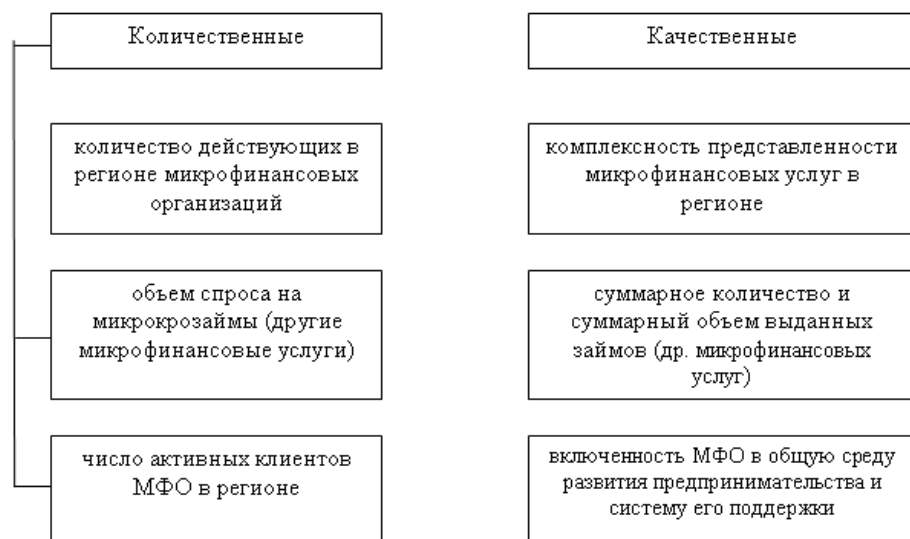 Количественные
Качественные
количество действующих в
регионе микрофинансовых
организаций
комплексность представленности
микрофинансовых услуг в
регионе
объем спроса на
микрокрозаймы (другие
микрофинансовые услуги)
суммарное количество и
суммарный объем выданных
займов (др. микрофинансовых
услуг)
число активных клиентов
МФО в регионе
включенность МФО в общую среду
развития предпринимательства и
систему его поддержки